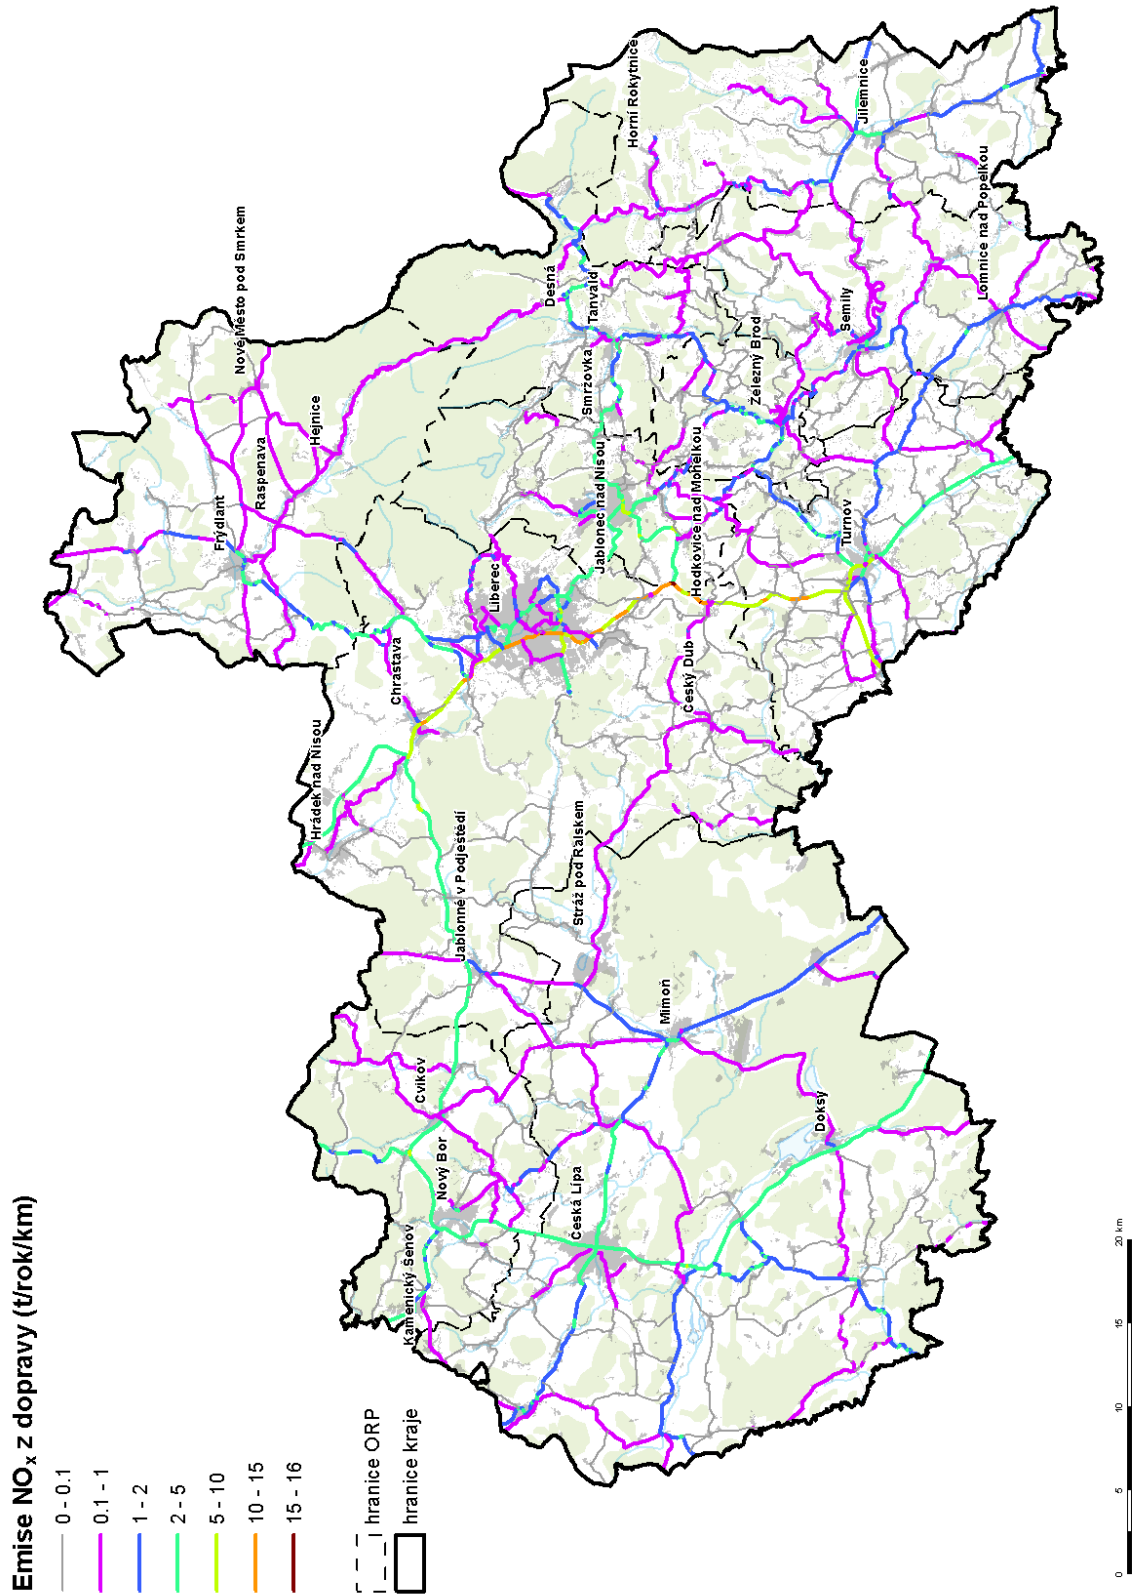 Emise NOx z dopravy (t/rok/km)
0 - 0.1
0.1 - 1
1 - 2
2 - 5
5 - 10
10 - 15
15 - 16
hranice ORP
hranice kraje
Nové Město pod Smrkem
Frýdlant
Raspenava
Hejnice
Hrádek nad Nisou
Chrastava
Liberec
Desná
Tanvald
Smržovka
Jablonec nad Nisou
Horní Rokytnice
Jilemnice
Jablonné v Podještědí
Cvikov
Nový Bor
Kamenický Šenov
Česká Lípa
Stráž pod Ralskem
Mimoň
Český Dub
Hodkovice nad Mohelkou
Železný Brod
Semily
Lomnice nad Popelkou
Turnov
Doksy
0
5
10
15
20 km